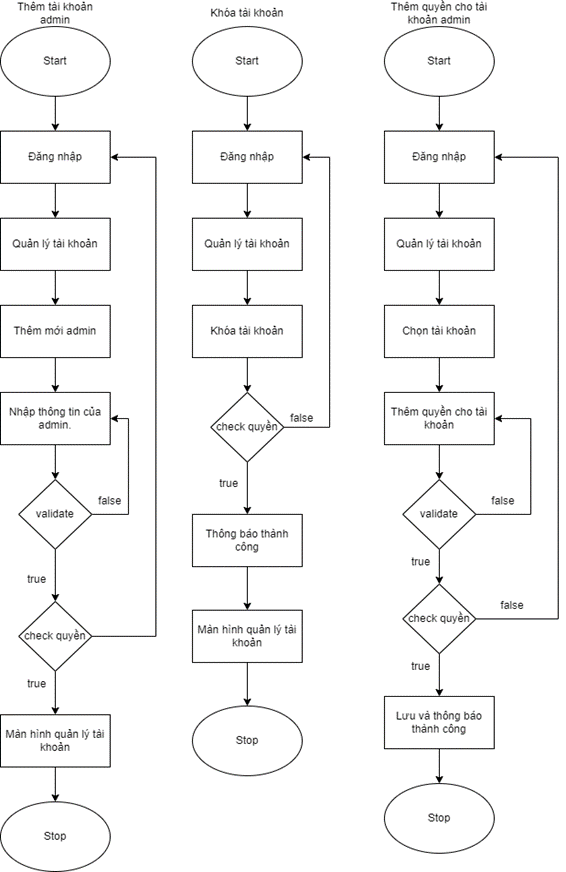 Thêm tài khoản
admin
Start
Đăng nhập
Quản lý tài khoản
Thêm mới admin
Nhập thông tin của
admin.
validate
false
true
check quyền
true
Màn hình quản lý tài
khoản
Stop
Khóa tài khoản
Start
Đăng nhập
Quản lý tài khoản
Khóa tài khoản
check quyền
false
true
Thông báo thành
công
Màn hình quản lý tài
khoản
Stop
Thêm quyền cho tài
khoản admin
Start
Đăng nhập
Quản lý tài khoản
Chọn tài khoản
Thêm quyền cho tài
khoản
validate
false
true
check quyền
false
true
Lưu và thông báo
thành công
Stop